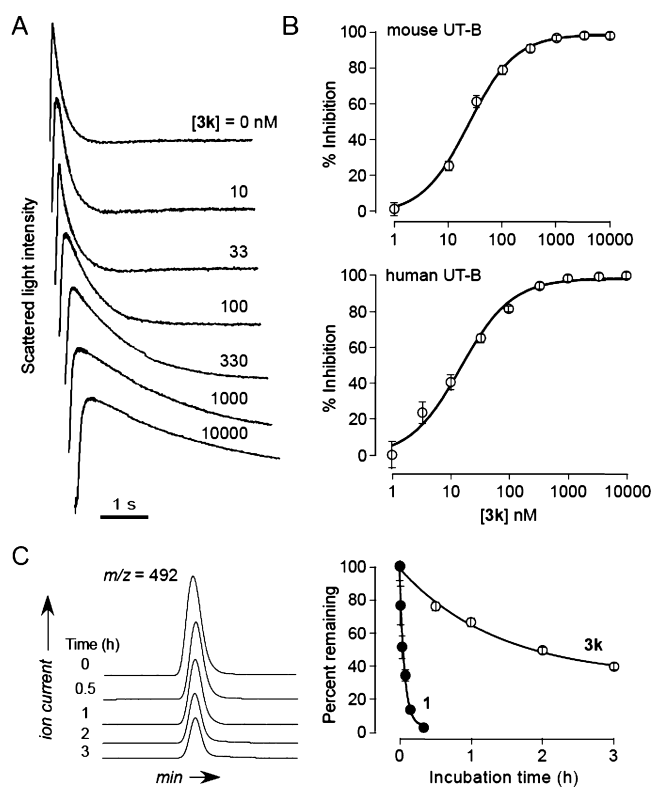 A
[3k] = 0 nM
10
33
100
330
1000
10000
Scattered light intensity
1 s
B
mouse UT-B
100
80
60
40
20
0
% Inhibition
1 10 100 1000 10000
human UT-B
100
80
60
40
20
0
% Inhibition
1 10 100 1000 10000
[3k] nM
C
m/z = 492
Time (h)
0
0.5
1
2
3
ion current
min
100
80
60
40
20
0
Percent remaining
3k
1
0 1 2 3
Incubation time (h)